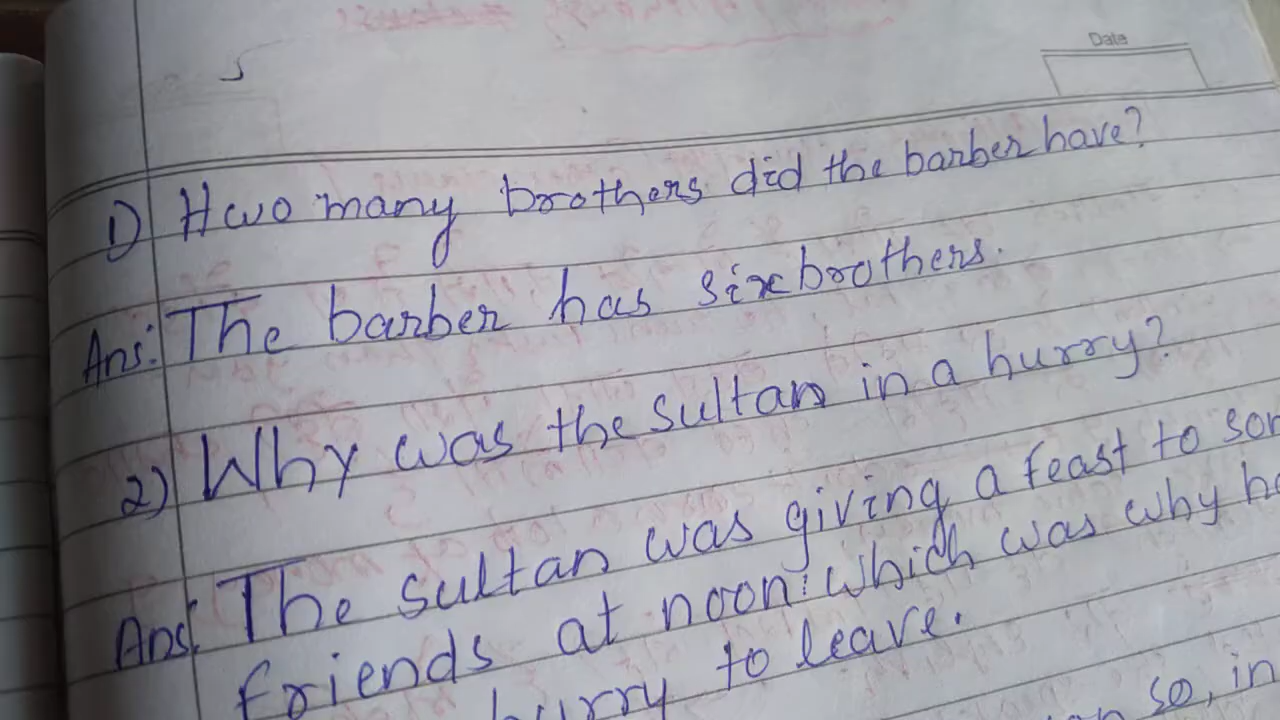 Date
1) Hwo many brothers did the barber have?
Ans: The barber has six brothers.
2) Why was the sultan in a hurry?
Ans: The sultan was giving a feast to
friends at noon which was why
hurry to leave.
so, in